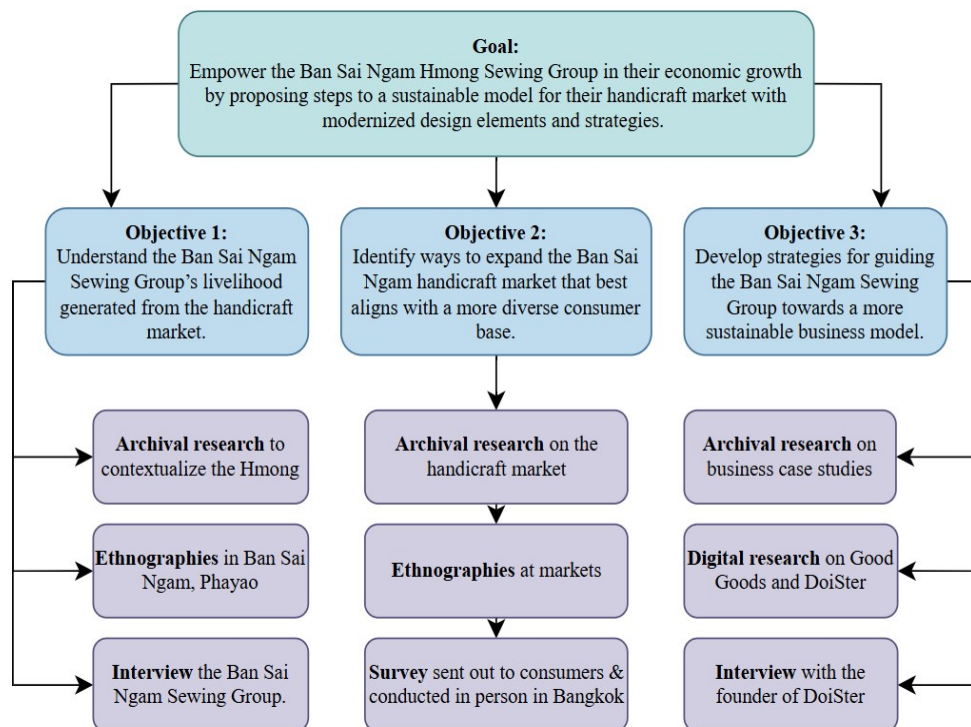 Goal:
Empower the Ban Sai Ngam Hmong Sewing Group in their economic growth
by proposing steps to a sustainable model for their handicraft market with
modernized design elements and strategies.
Objective 1:
Understand the Ban Sai Ngam
Sewing Group’s livelihood
generated from the handicraft
market.
Objective 2:
Identify ways to expand the Ban Sai
Ngam handicraft market that best
aligns with a more diverse consumer
base.
Objective 3:
Develop strategies for guiding
the Ban Sai Ngam Sewing
Group towards a more
sustainable business model.
Archival research to
contextualize the Hmong
Archival research on the
handicraft market
Archival research on
business case studies
Ethnographies in Ban Sai
Ngam, Phayao
Ethnographies at markets
Digital research on Good
Goods and DoiSter
Interview the Ban Sai
Ngam Sewing Group.
Survey sent out to consumers &
conducted in person in Bangkok
Interview with the
founder of DoiSter